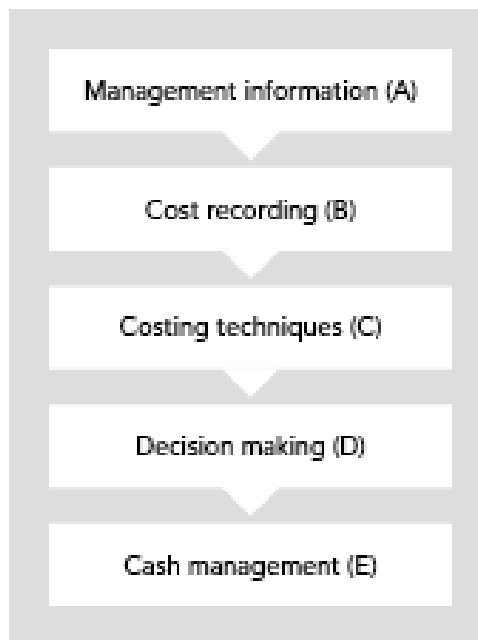 Management information (A)
Cost recording (B)
Costing techniques (C)
Decision making (D)
Cash management (E)